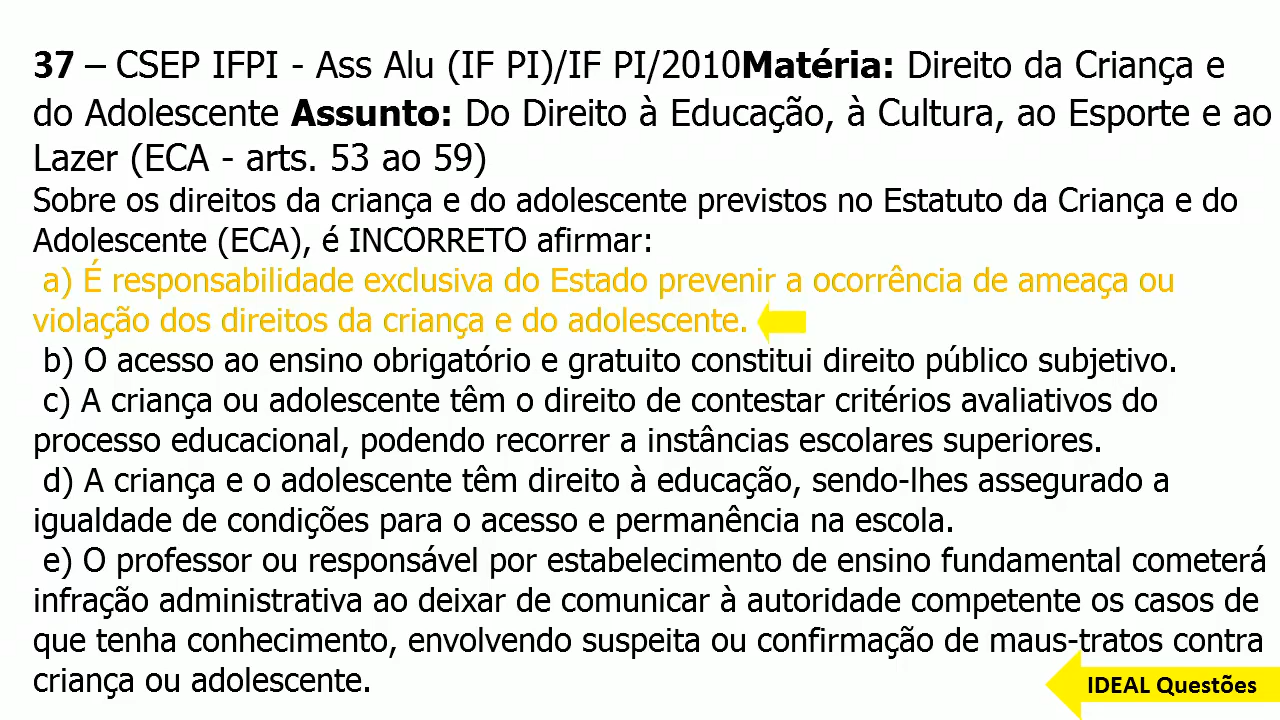 37 – CSEP IFPI - Ass Alu (IF PI)/IF PI/2010Matéria: Direito da Criança e
do Adolescente Assunto: Do Direito à Educação, à Cultura, ao Esporte e ao
Lazer (ECA - arts. 53 ao 59)
Sobre os direitos da criança e do adolescente previstos no Estatuto da Criança e do
Adolescente (ECA), é INCORRETO afirmar:
a) É responsabilidade exclusiva do Estado prevenir a ocorrência de ameaça ou
violação dos direitos da criança e do adolescente.
b) O acesso ao ensino obrigatório e gratuito constitui direito público subjetivo.
c) A criança ou adolescente têm o direito de contestar critérios avaliativos do
processo educacional, podendo recorrer a instâncias escolares superiores.
d) A criança e o adolescente têm direito à educação, sendo-lhes assegurado a
igualdade de condições para o acesso e permanência na escola.
e) O professor ou responsável por estabelecimento de ensino fundamental cometerá
infração administrativa ao deixar de comunicar à autoridade competente os casos de
que tenha conhecimento, envolvendo suspeita ou confirmação de maus-tratos contra
criança ou adolescente.
IDEAL Questões